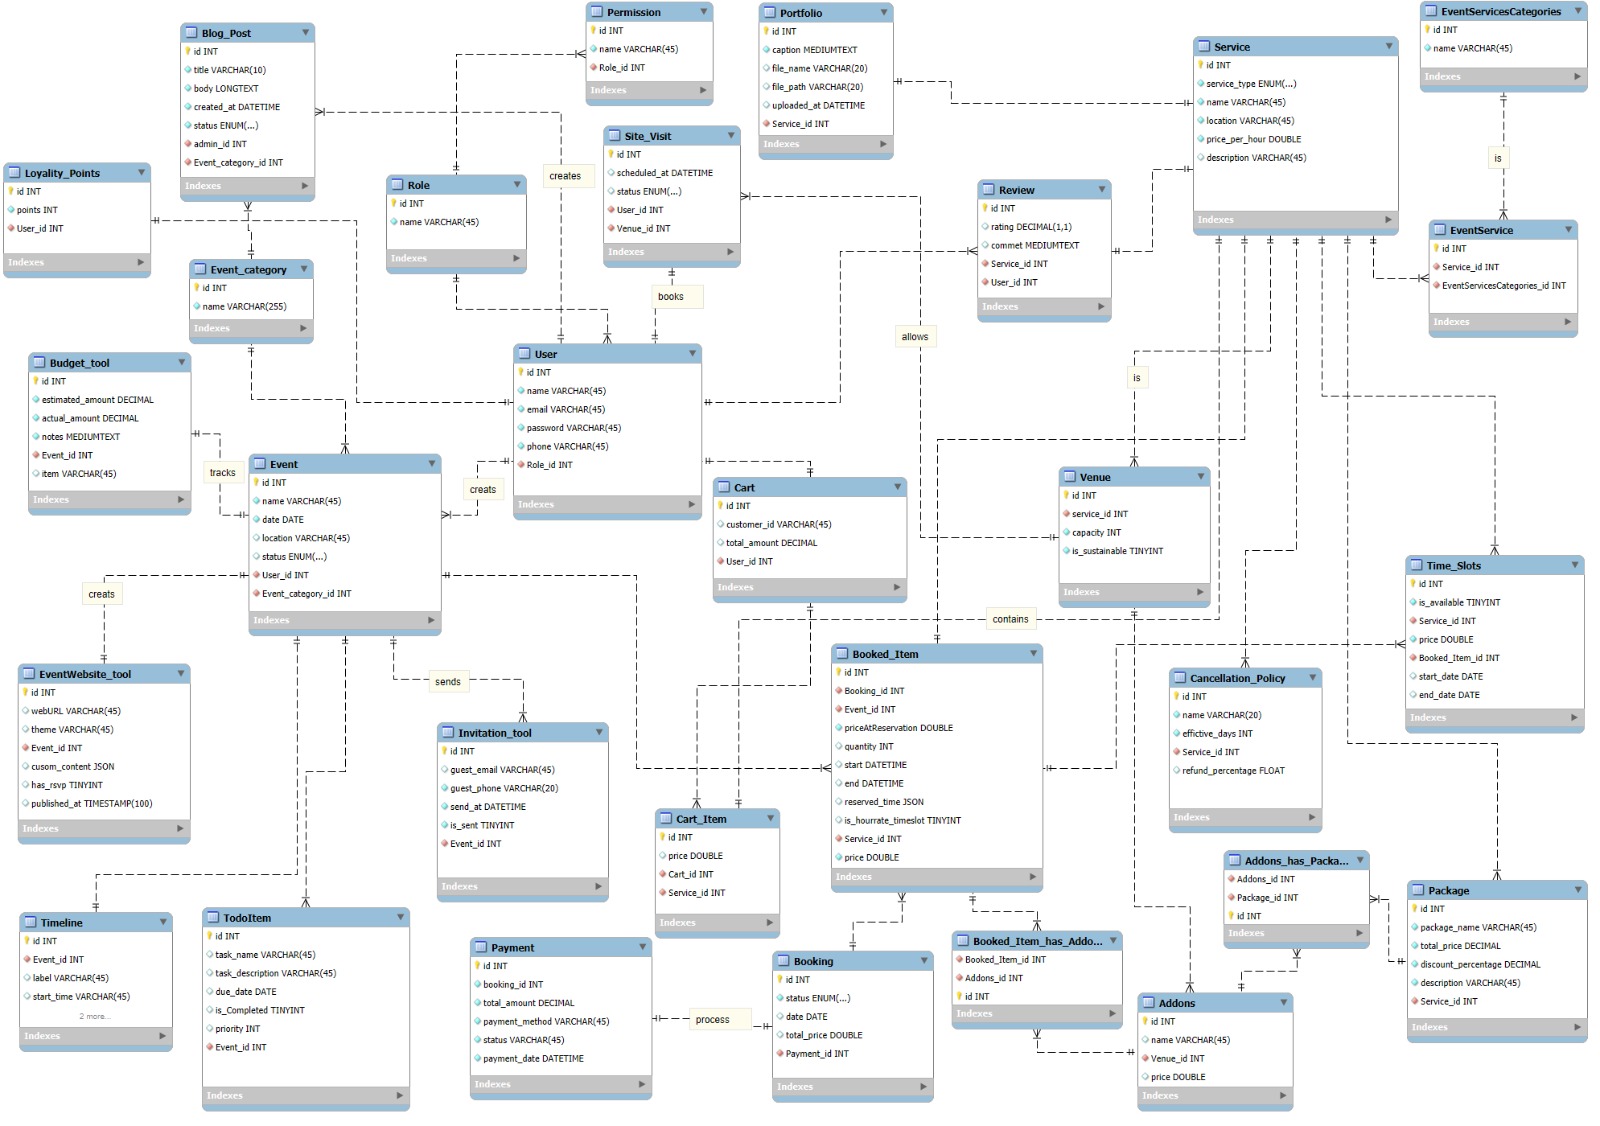 Blog_Post
id INT
title VARCHAR(10)
body LONGTEXT
created_at DATETIME
status ENUM(...)
admin_id INT
Event_category_id INT
Indexes
Permission
id INT
name VARCHAR(45)
Role_id INT
Indexes
Portfolio
id INT
caption MEDIUMTEXT
file_name VARCHAR(20)
file_path VARCHAR(20)
uploaded_at DATETIME
Service_id INT
Indexes
Service
id INT
service_type ENUM(...)
name VARCHAR(45)
location VARCHAR(45)
price_per_hour DOUBLE
description VARCHAR(45)
Indexes
EventServicesCategories
id INT
name VARCHAR(45)
Indexes
is
Loyality_Points
id INT
points INT
User_id INT
Indexes
Role
id INT
name VARCHAR(45)
Indexes
creates
Site_Visit
id INT
scheduled_at DATETIME
status ENUM(...)
User_id INT
Venue_id INT
Indexes
books
Review
id INT
rating DECIMAL(1,1)
commet MEDIUMTEXT
Service_id INT
User_id INT
Indexes
allows
EventService
id INT
Service_id INT
EventServicesCategories_id INT
Indexes
Event_category
id INT
name VARCHAR(255)
Indexes
Budget_tool
id INT
estimated_amount DECIMAL
actual_amount DECIMAL
notes MEDIUMTEXT
Event_id INT
item VARCHAR(45)
Indexes
tracks
User
id INT
name VARCHAR(45)
email VARCHAR(45)
password VARCHAR(45)
phone VARCHAR(45)
Role_id INT
Indexes
is
Event
id INT
name VARCHAR(45)
date DATE
location VARCHAR(45)
status ENUM(...)
User_id INT
Event_category_id INT
Indexes
creats
Cart
id INT
customer_id VARCHAR(45)
total_amount DECIMAL
User_id INT
Indexes
Venue
id INT
service_id INT
capacity INT
is_sustainable TINYINT
Indexes
Time_Slots
id INT
is_available TINYINT
Service_id INT
price DOUBLE
Booked_Item_id INT
start_date DATE
end_date DATE
Indexes
creats
contains
EventWebsite_tool
id INT
webURL VARCHAR(45)
theme VARCHAR(45)
Event_id INT
cusom_content JSON
has_rsvp TINYINT
published_at TIMESTAMP(100)
Indexes
sends
Invitation_tool
id INT
guest_email VARCHAR(45)
guest_phone VARCHAR(20)
send_at DATETIME
is_sent TINYINT
Event_id INT
Indexes
Booked_Item
id INT
Booking_id INT
Event_id INT
priceAtReservation DOUBLE
quantity INT
start DATETIME
end DATETIME
reserved_time JSON
is_hourrate_timeslot TINYINT
Service_id INT
price DOUBLE
Indexes
Cancellation_Policy
id INT
name VARCHAR(20)
effictive_days INT
Service_id INT
refund_percentage FLOAT
Indexes
Cart_Item
id INT
price DOUBLE
Cart_id INT
Service_id INT
Indexes
Addons_has_Packa...
Addons_id INT
Package_id INT
id INT
Indexes
Package
id INT
package_name VARCHAR(45)
total_price DECIMAL
discount_percentage DECIMAL
description VARCHAR(45)
Service_id INT
Indexes
Timeline
id INT
Event_id INT
label VARCHAR(45)
start_time VARCHAR(45)
2 more...
Indexes
TodoItem
id INT
task_name VARCHAR(45)
task_description VARCHAR(45)
due_date DATE
is_Completed TINYINT
priority INT
Event_id INT
Indexes
Payment
id INT
booking_id INT
total_amount DECIMAL
payment_method VARCHAR(45)
status VARCHAR(45)
payment_date DATETIME
Indexes
process
Booking
id INT
status ENUM(...)
date DATE
total_price DOUBLE
Payment_id INT
Indexes
Booked_Item_has_Addo...
Booked_Item_id INT
Addons_id INT
id INT
Indexes
Addons
id INT
name VARCHAR(45)
Venue_id INT
price DOUBLE
Indexes